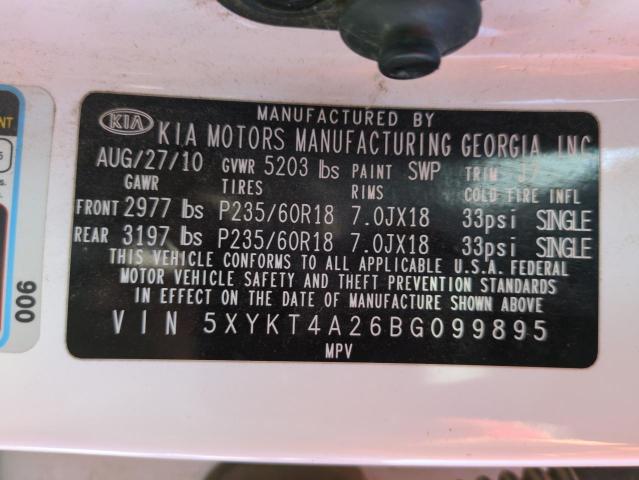 MANUFACTURED BY
KIA KIA MOTORS MANUFACTURING GEORGIA, INC
AUG/27/10 GVWR 5203 lbs PAINT SWP TRIM
GAWR TIRES RIMS COLD TIRE INFL
FRONT 2977 lbs P235/60R18 7.0JX18 33psi SINGLE
REAR 3197 lbs P235/60R18 7.0JX18 33psi SINGLE
THIS VEHICLE CONFORMS TO ALL APPLICABLE U.S.A. FEDERAL
MOTOR VEHICLE SAFETY AND THEFT PREVENTION STANDARDS
IN EFFECT ON THE DATE OF MANUFACTURE SHOWN ABOVE.
VIN 5XYKT4A26BG099895
MPV
006